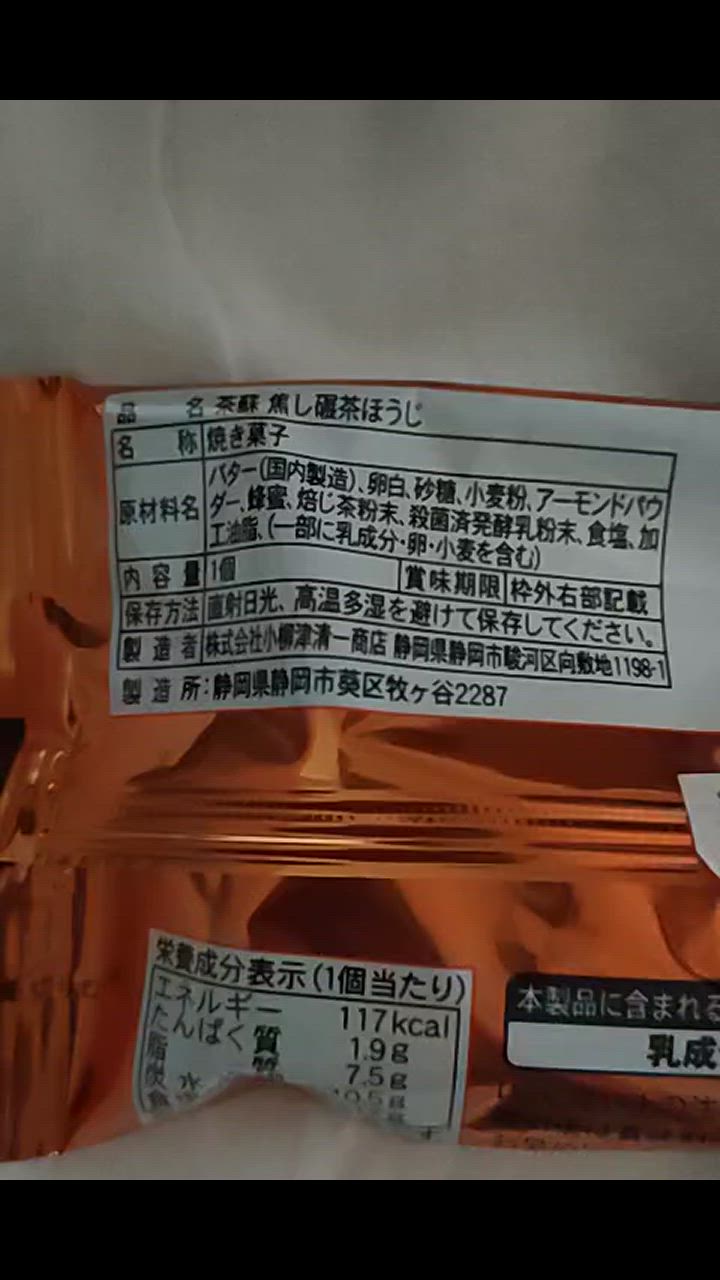 品 名 茶蘇 焦し碾茶ほうじ
名 称 焼き菓子
原材料名 バター(国内製造)、卵白、砂糖、小麦粉、アーモンドパウ
ダー、蜂蜜、焙じ茶粉末、殺菌済発酵乳粉末、食塩、加
工油脂、(一部に乳成分・卵・小麦を含む)
内容量 1個 賞味期限 枠外右部記載
保存方法 直射日光、高温多湿を避けて保存してください。
製造者 株式会社小柳津清一商店 静岡県静岡市駿河区向敷地1198-1
製造所:静岡県静岡市葵区牧ヶ谷2287
栄養成分表示(1個当たり)
エネルギー 117kcal
たんぱく質 1.9g
脂 質 7.5g
炭 水
本製品に含まれる
乳成